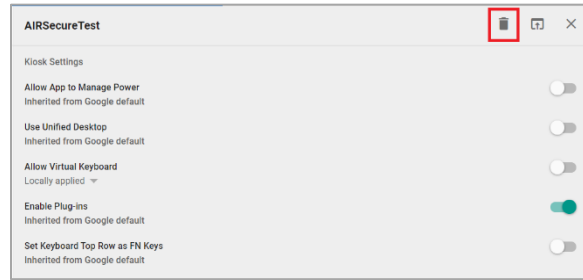 AIRSecureTest
Kiosk Settings
Allow App to Manage Power
Inherited from Google default
Use Unified Desktop
Inherited from Google default
Allow Virtual Keyboard
Locally applied
Enable Plug-ins
Inherited from Google default
Set Keyboard Top Row as FN Keys
Inherited from Google default